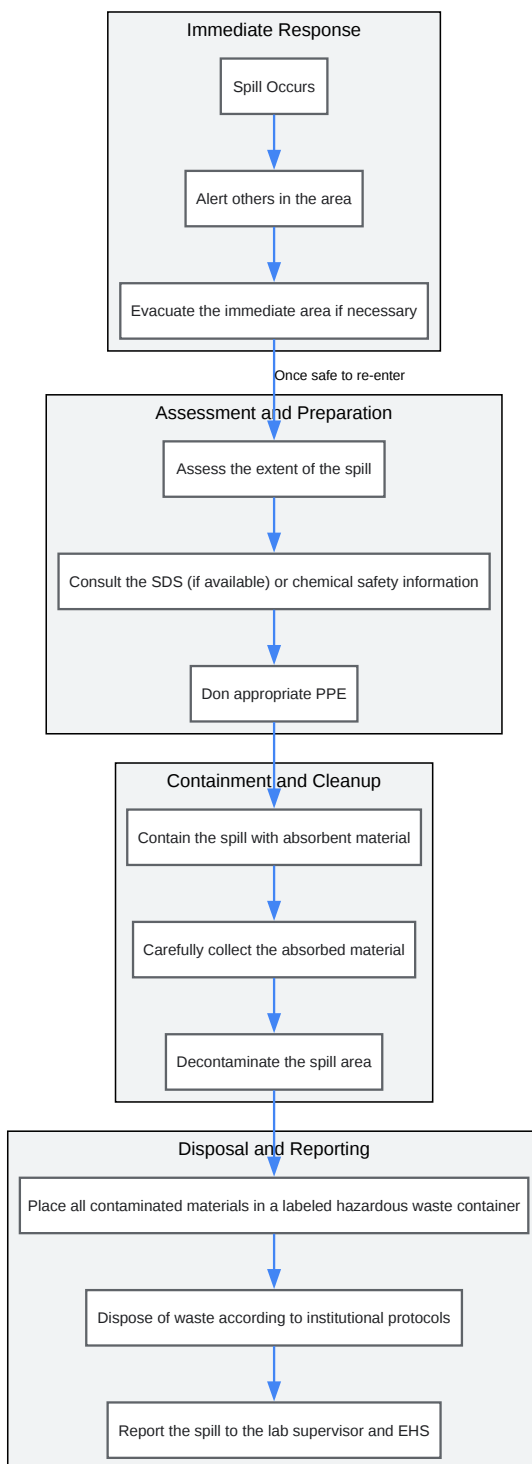 Immediate Response
Spill Occurs
Alert others in the area
Evacuate the immediate area if necessary
Once safe to re-enter
Assessment and Preparation
Assess the extent of the spill
Consult the SDS (if available) or chemical safety information
Don appropriate PPE
Containment and Cleanup
Contain the spill with absorbent material
Carefully collect the absorbed material
Decontaminate the spill area
Disposal and Reporting
Place all contaminated materials in a labeled hazardous waste container
Dispose of waste according to institutional protocols
Report the spill to the lab supervisor and EHS